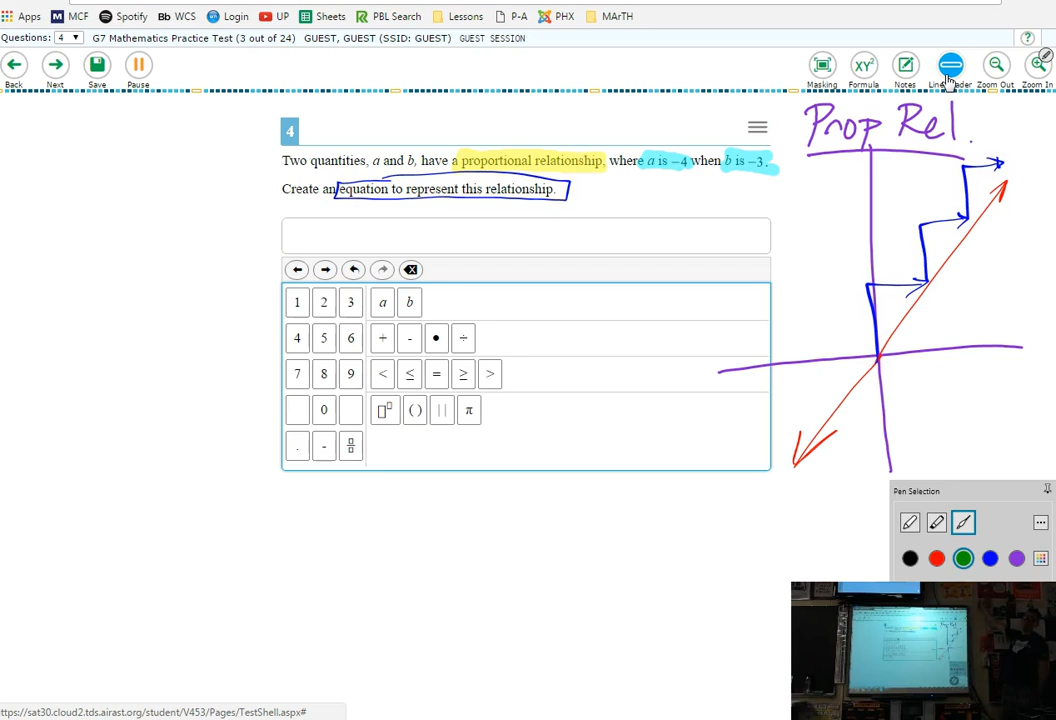 Apps MCF Spotify Bb WCS Login UP Sheets PBL Search Lessons P-A PHX MArTH
Questions: 4 G7 Mathematics Practice Test (3 out of 24) GUEST, GUEST (SSID: GUEST) GUEST SESSION ?
XY²
Back Next Save Pause Masking Formula Notes Zoom Out Zoom In
Prop Rel.
4
Two quantities, a and b, have a proportional relationship, where a is −4 when b is −3.
Create an equation to represent this relationship.
1 2 3 a b
4 5 6 + - • ÷
7 8 9 < ≤ = ≥ >
0 ( ) | | π
. -
Pen Selection
https://sat30.cloud2.tds.airast.org/student/V453/Pages/TestShell.aspx#